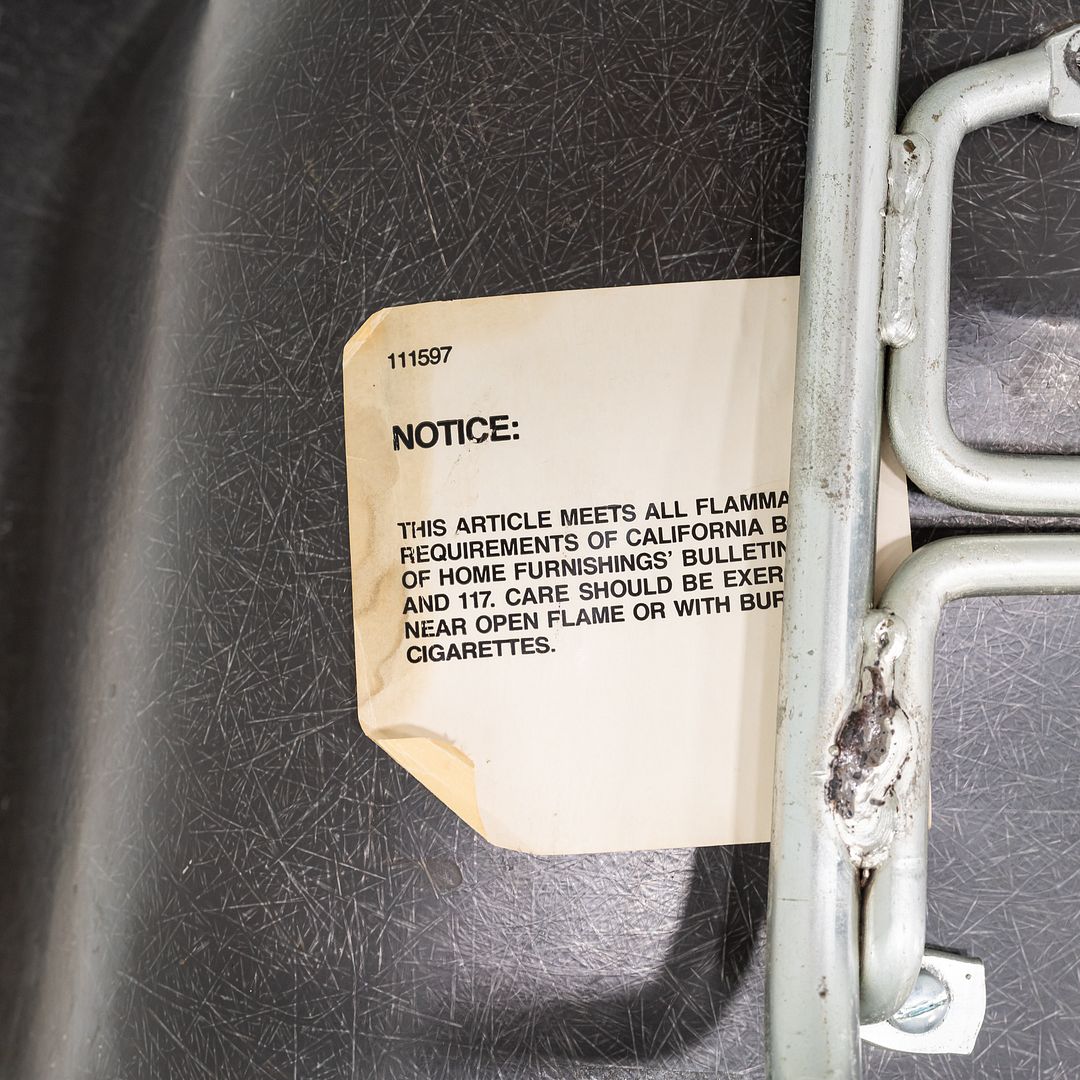 111597
NOTICE:
THIS ARTICLE MEETS ALL FLAMMA
REQUIREMENTS OF CALIFORNIA B
OF HOME FURNISHINGS' BULLETIN
AND 117. CARE SHOULD BE EXER
NEAR OPEN FLAME OR WITH BUR
CIGARETTES.